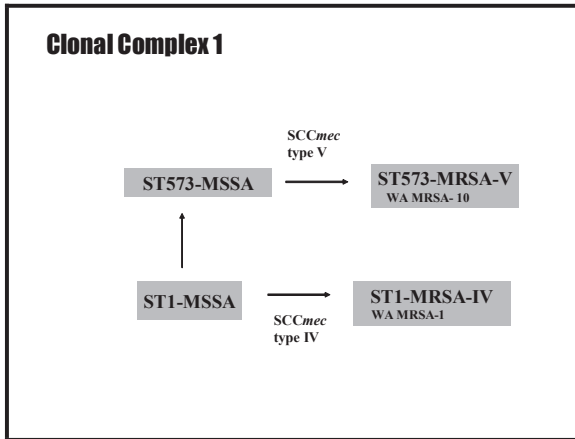 Clonal Complex 1
SCCmec
type V
ST573-MSSA
ST573-MRSA-V
WA MRSA- 10
ST1-MSSA
ST1-MRSA-IV
WA MRSA-1
SCCmec
type IV